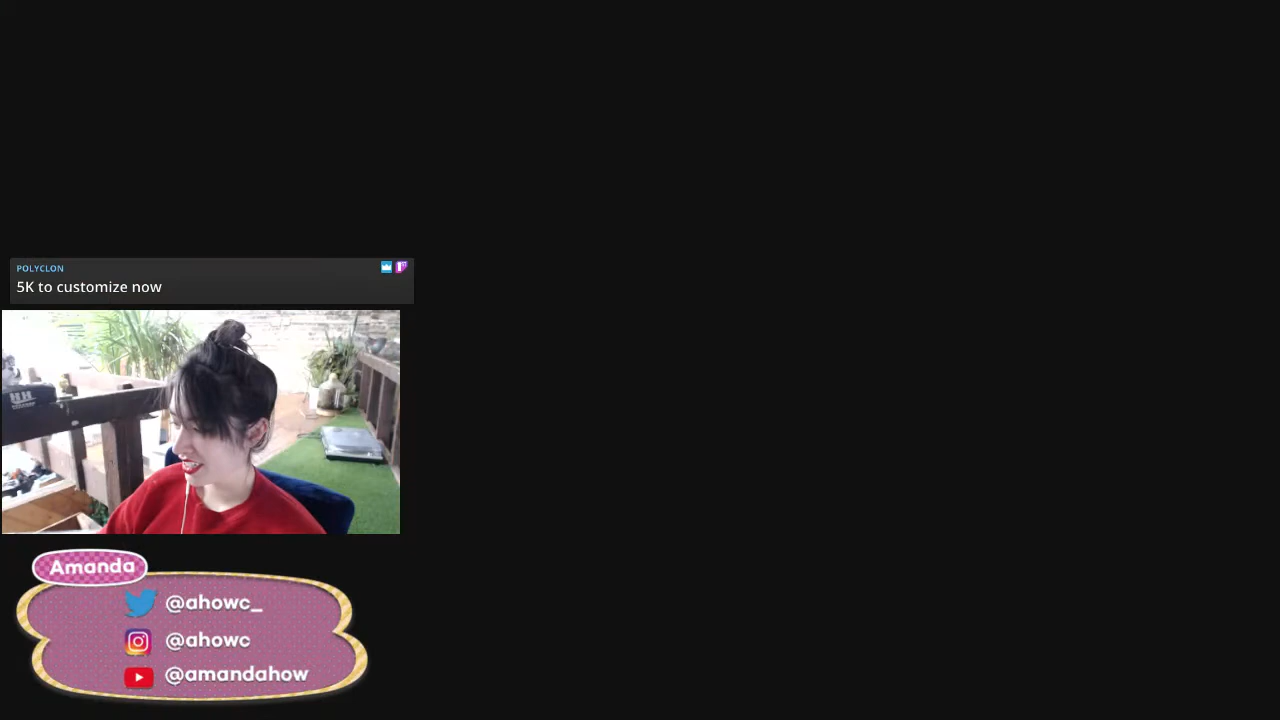 POLYCLON
5K to customize now
Amanda
@ahowc_
@ahowc
@amandahow